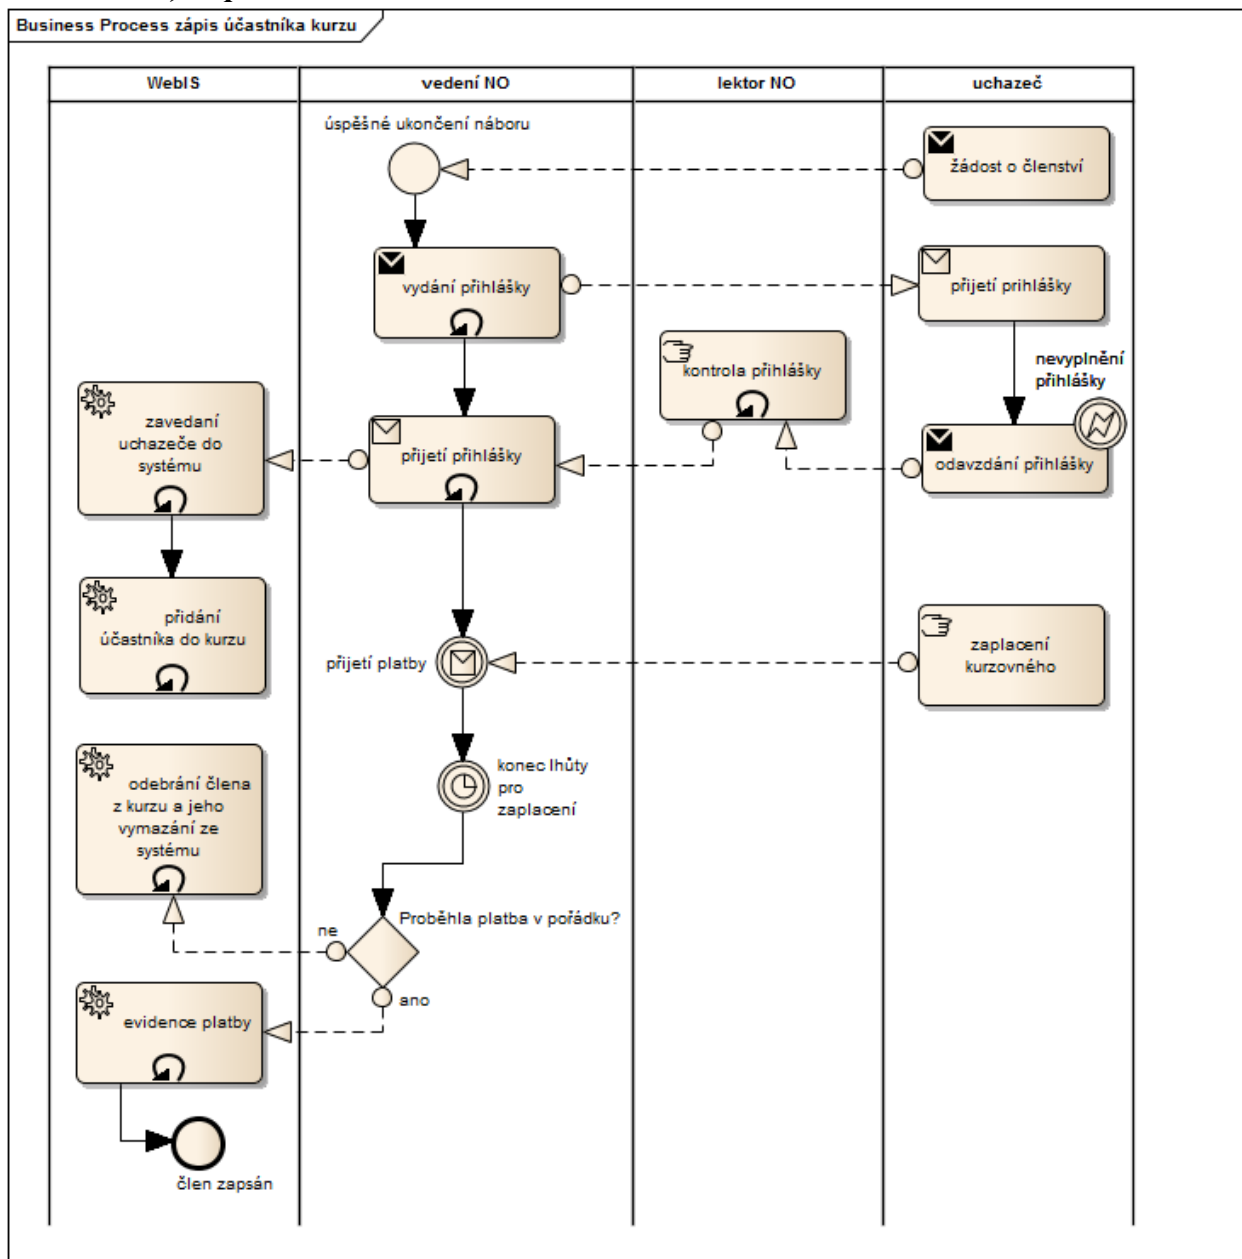 Business Process zápis účastníka kurzu
WebIS
vedení NO
lektor NO
uchazeč
úspěšné ukončení náboru
žádost o členství
vydání přihlášky
přijetí prihlášky
nevyplnění
přihlášky
kontrola přihlášky
zavedaní
uchazeče do
systému
přijetí přihlášky
odavzdání přihlášky
přidání
účastníka do kurzu
přijetí platby
zaplacení
kurzovného
konec lhůty
pro
zaplacení
odebrání člena
z kurzu a jeho
vymazání ze
systému
Proběhla platba v pořádku?
ne
ano
evidence platby
člen zapsán